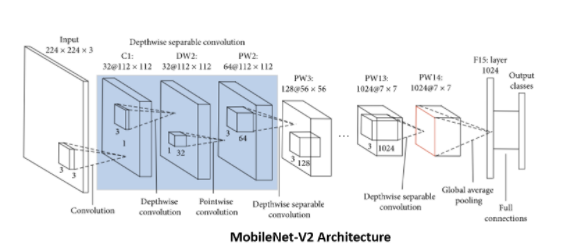 Input
224 × 224 × 3
Depthwise separable convolution
C1:
32@112 × 112
DW2:
32@112 × 112
PW2:
64@112 × 112
PW3:
128@56 × 56
PW13:
1024@7 × 7
PW14:
1024@7 × 7
F15: layer
1024
Output
classes
3
3
3
1
1
32
3
64
3
128
...
3
1024
Convolution
Depthwise
convolution
Pointwise
convolution
Depthwise separable
convolution
Depthwise separable
convolution
Global average
pooling
Full
connections
MobileNet-V2 Architecture